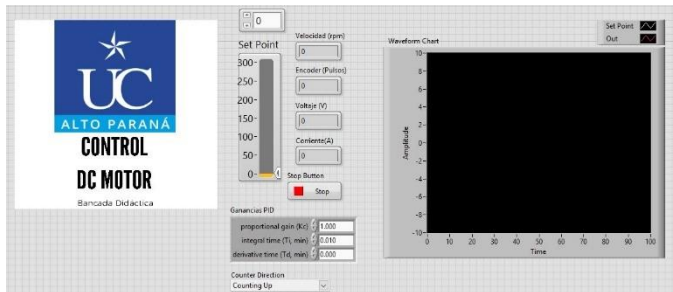 UC
ALTO PARANÁ
CONTROL
DC MOTOR
Bancada Didáctica
0
Set Point
300-
250-
200-
150-
100-
50-
0-
Velocidad (rpm)
0
Encoder (Pulsos)
0
Voltaje (V)
0
Corriente(A)
0
Stop Button
Stop
Ganancias PID
proportional gain (Kc) 1.000
integral time (Ti, min) 0.010
derivative time (Td, min) 0.000
Counter Direction
Counting Up
Waveform Chart
Set Point
Out
Amplitude
10-
8-
6-
4-
2-
0-
-2-
-4-
-6-
-8-
-10-
0 10 20 30 40 50 60 70 80 90 100
Time